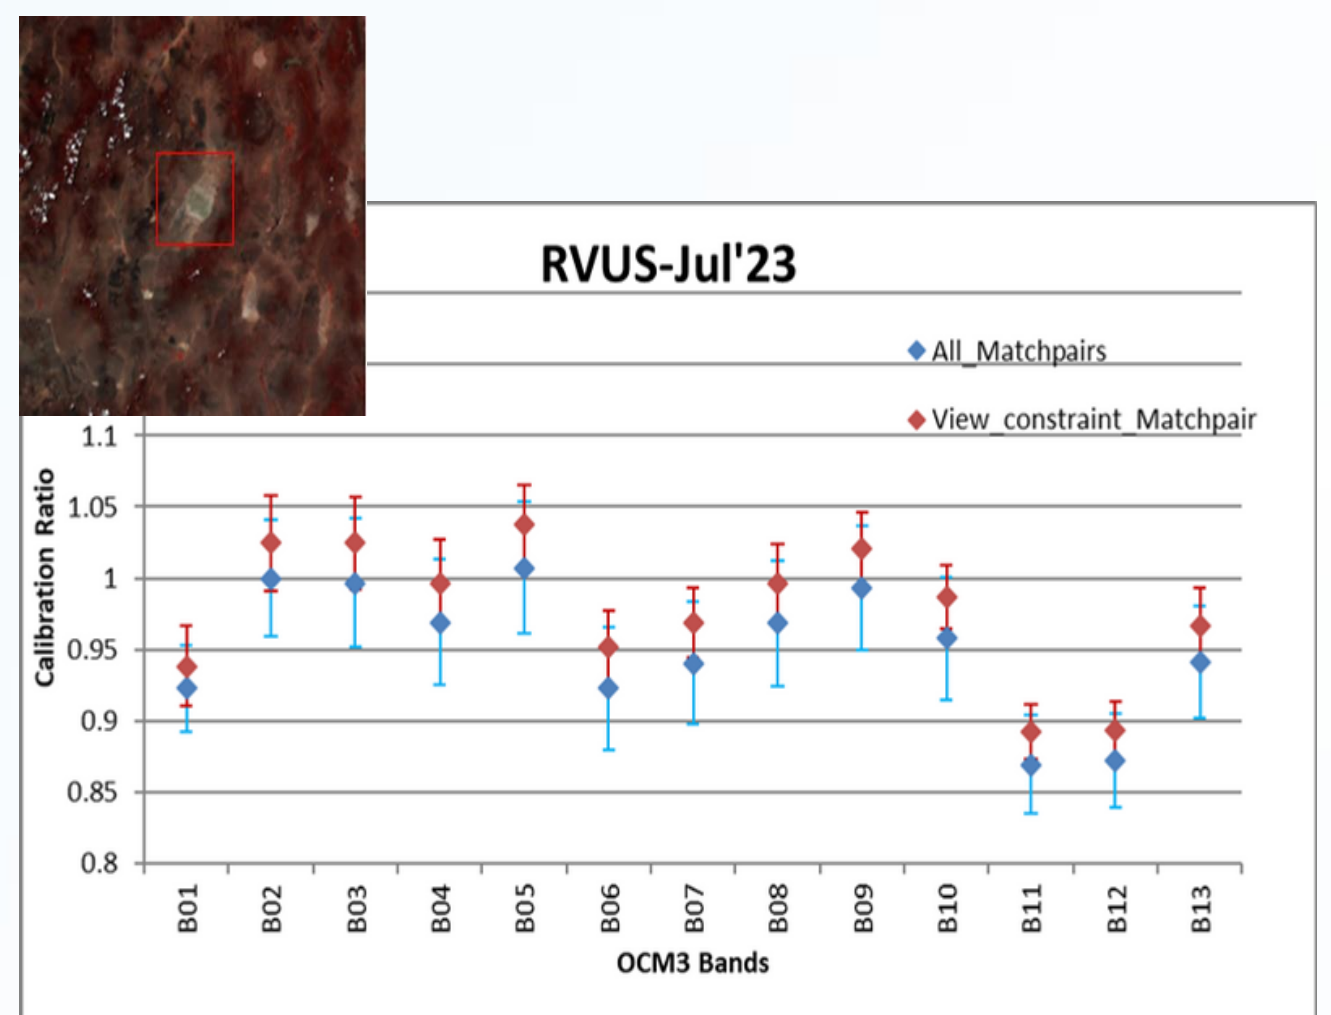 RVUS-Jul'23
All_Matchpairs
View_constraint_Matchpair
1.1
1.05
1
0.95
0.9
0.85
0.8
Calibration Ratio
B01 B02 B03 B04 B05 B06 B07 B08 B09 B10 B11 B12 B13
OCM3 Bands